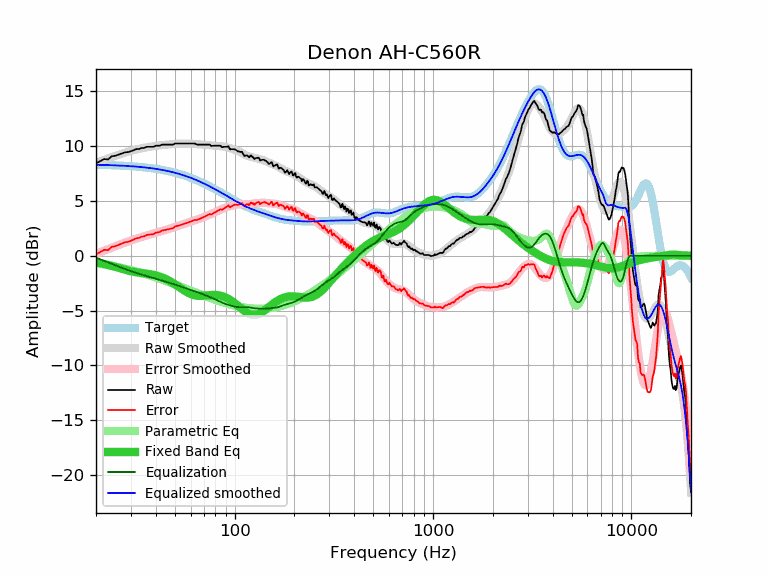 Denon AH-C560R
Amplitude (dBr)
15
10
5
0
−5
−10
−15
−20
Target
Raw Smoothed
Error Smoothed
Raw
Error
Parametric Eq
Fixed Band Eq
Equalization
Equalized smoothed
100
1000
10000
Frequency (Hz)